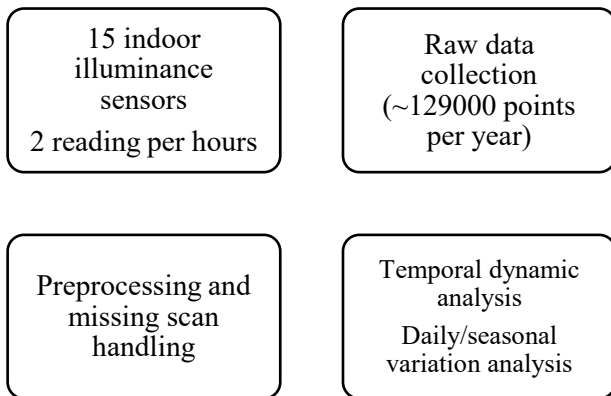 15 indoor
illuminance
sensors
2 reading per hours
Raw data
collection
(~129000 points
per year)
Preprocessing and
missing scan
handling
Temporal dynamic
analysis
Daily/seasonal
variation analysis